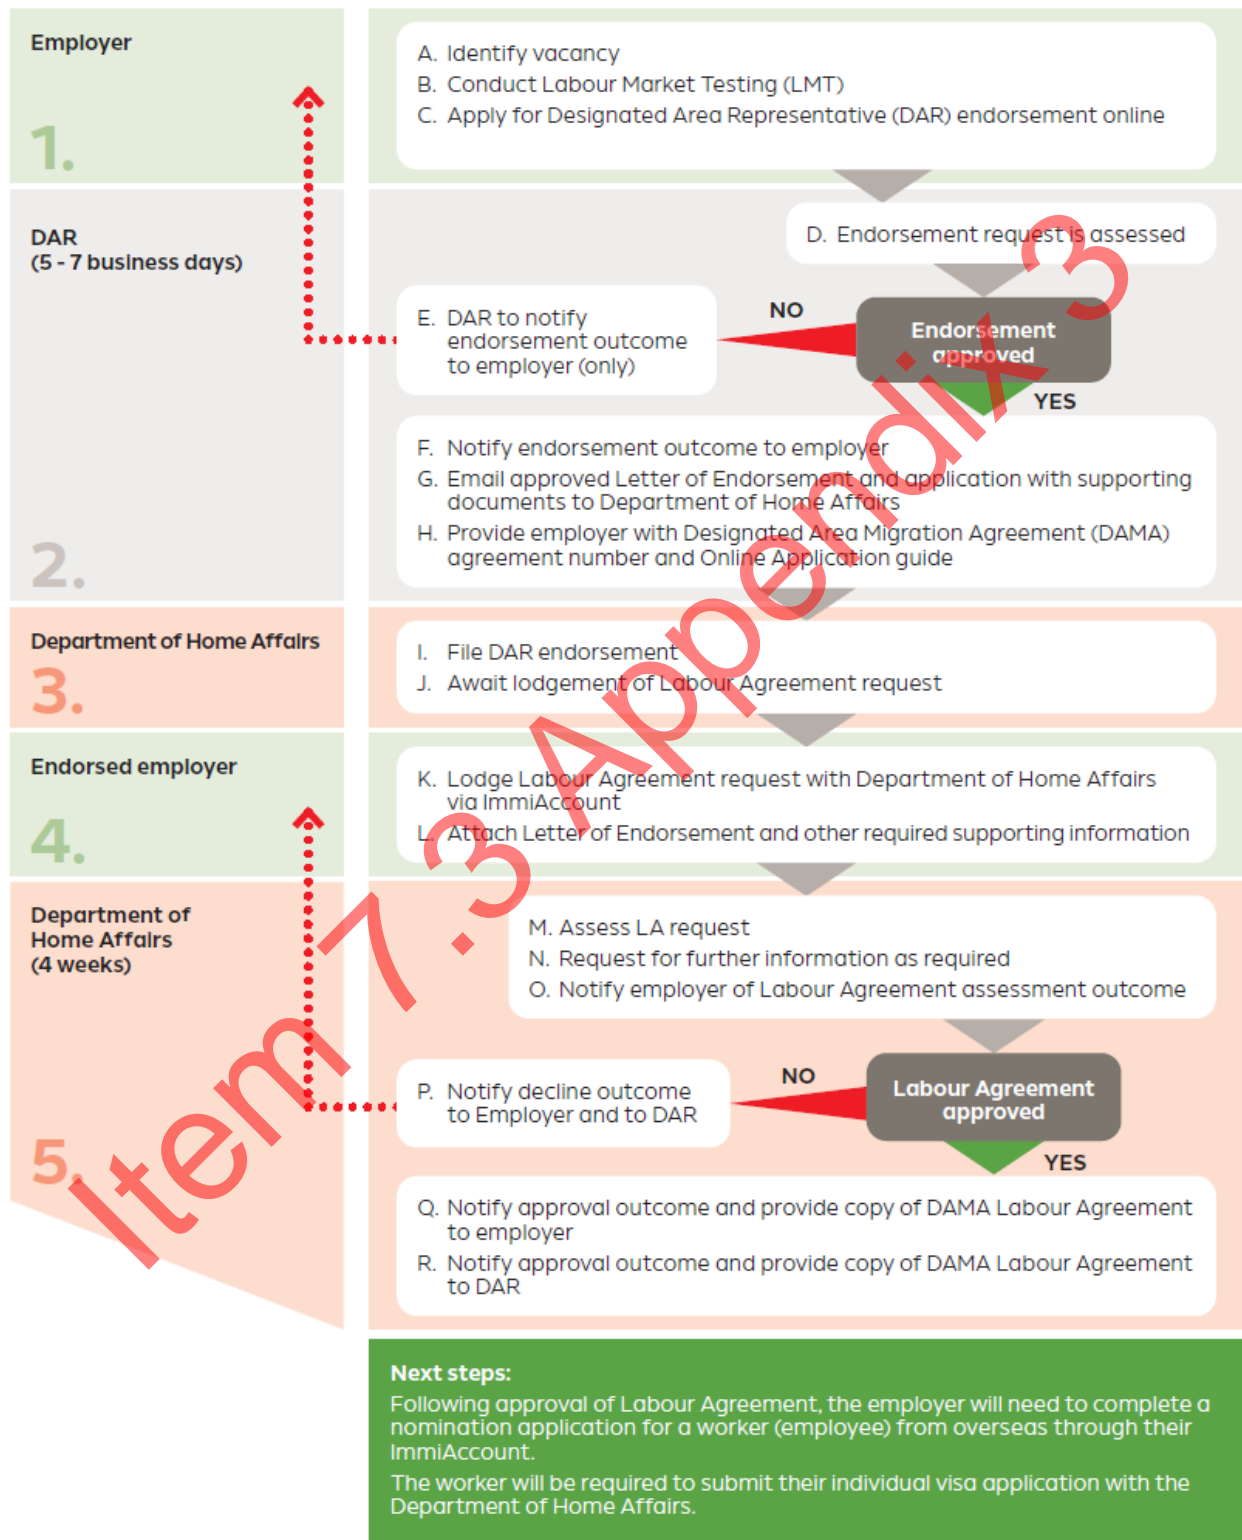 Employer
1.
A. Identify vacancy
B. Conduct Labour Market Testing (LMT)
C. Apply for Designated Area Representative (DAR) endorsement online
DAR
(5 - 7 business days)
2.
D. Endorsement request is assessed
Endorsement
approved
NO
E. DAR to notify
endorsement outcome
to employer (only)
YES
F. Notify endorsement outcome to employer
G. Email approved Letter of Endorsement and application with supporting
documents to Department of Home Affairs
H. Provide employer with Designated Area Migration Agreement (DAMA)
agreement number and Online Application guide
Department of Home Affairs
3.
I. File DAR endorsement
J. Await lodgement of Labour Agreement request
Endorsed employer
4.
K. Lodge Labour Agreement request with Department of Home Affairs
via ImmiAccount
L. Attach Letter of Endorsement and other required supporting information
Department of
Home Affairs
(4 weeks)
5.
M. Assess LA request
N. Request for further information as required
O. Notify employer of Labour Agreement assessment outcome
Labour Agreement
approved
NO
P. Notify decline outcome
to Employer and to DAR
YES
Q. Notify approval outcome and provide copy of DAMA Labour Agreement
to employer
R. Notify approval outcome and provide copy of DAMA Labour Agreement
to DAR
Next steps:
Following approval of Labour Agreement, the employer will need to complete a
nomination application for a worker (employee) from overseas through their
ImmiAccount.
The worker will be required to submit their individual visa application with the
Department of Home Affairs.
Item 7.3 Appendix 3